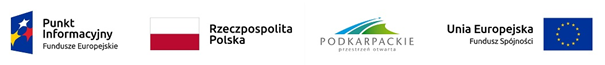 Punkt
Informacyjny
Fundusze Europejskie
Rzeczpospolita
Polska
PODKARPACKIE
przestrzeń otwarta
Unia Europejska
Fundusz Spójności